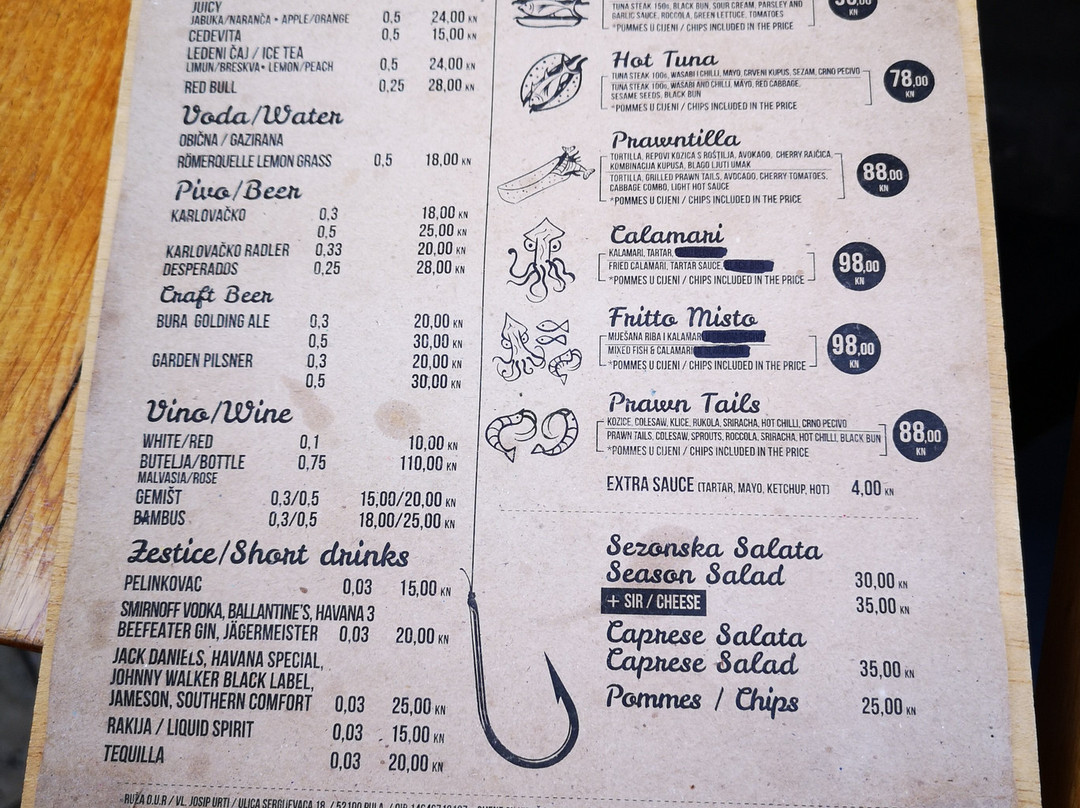 JUICY
JABUKA/NARANČA • APPLE/ORANGE 0,5 24,00 KN
CEDEVITA 0,5 15,00 KN
LEDENI ČAJ / ICE TEA
LIMUN/BRESKVA • LEMON/PEACH 0,5 24,00 KN
RED BULL 0,25 28,00 KN
Voda/Water
OBIČNA / GAZIRANA
RÖMERQUELLE LEMON GRASS 0,5 18,00 KN
Pivo/Beer
KARLOVAČKO 0,3 18,00 KN
0,5 25,00 KN
KARLOVAČKO RADLER 0,33 20,00 KN
DESPERADOS 0,25 28,00 KN
Craft Beer
BURA GOLDING ALE 0,3 20,00 KN
0,5 30,00 KN
GARDEN PILSNER 0,3 20,00 KN
0,5 30,00 KN
Vino/Wine
WHITE/RED 0,1 10,00 KN
BUTELJA/BOTTLE 0,75 110,00 KN
MALVASIA/ROSE
GEMIŠT 0,3/0,5 15,00/20,00 KN
BAMBUS 0,3/0,5 18,00/25,00 KN
Žestice/Short drinks
PELINKOVAC 0,03 15,00 KN
SMIRNOFF VODKA, BALLANTINE'S, HAVANA 3
BEEFEATER GIN, JÄGERMEISTER 0,03 20,00 KN
JACK DANIELS, HAVANA SPECIAL,
JOHNNY WALKER BLACK LABEL,
JAMESON, SOUTHERN COMFORT 0,03 25,00 KN
RAKIJA / LIQUID SPIRIT 0,03 15,00 KN
TEQUILLA 0,03 20,00 KN
TUNA STEAK 150G, BLACK BUN, SOUR CREAM, PARSLEY AND
GARLIC SAUCE, ROCCOLA, GREEN LETTUCE, TOMATOES
*POMMES U CIJENI / CHIPS INCLUDED IN THE PRICE
KN
Hot Tuna
TUNA STEAK 100G, WASABI I CHILLI, MAYO, CRVENI KUPUS, SEZAM, CRNO PECIVO
TUNA STEAK 100G, WASABI AND CHILLI, MAYO, RED CABBAGE,
SESAME SEEDS, BLACK BUN
*POMMES U CIJENI / CHIPS INCLUDED IN THE PRICE
78,00 KN
Prawntilla
TORTILLA, REPOVI KOZICA S ROŠTILJA, AVOKADO, CHERRY RAJČICA,
KOMBINACIJA KUPUSA, BLAGO LJUTI UMAK
TORTILLA, GRILLED PRAWN TAILS, AVOCADO, CHERRY TOMATOES,
CABBAGE COMBO, LIGHT HOT SAUCE
*POMMES U CIJENI / CHIPS INCLUDED IN THE PRICE
88,00 KN
Calamari
KALAMARI, TARTAR,
FRIED CALAMARI, TARTAR SAUCE,
*POMMES U CIJENI / CHIPS INCLUDED IN THE PRICE
98,00 KN
Fritto Misto
MIJEŠANA RIBA I KALAMAR
MIXED FISH & CALAMARI
*POMMES U CIJENI / CHIPS INCLUDED IN THE PRICE
98,00 KN
Prawn Tails
KOZICE, COLESAW, KLICE, RUKOLA, SRIRACHA, HOT CHILLI, CRNO PECIVO
PRAWN TAILS, COLESAW, SPROUTS, ROCCOLA, SRIRACHA, HOT CHILLI, BLACK BUN
*POMMES U CIJENI / CHIPS INCLUDED IN THE PRICE
88,00 KN
EXTRA SAUCE (TARTAR, MAYO, KETCHUP, HOT) 4,00 KN
Sezonska Salata
Season Salad 30,00 KN
+ SIR / CHEESE 35,00 KN
Caprese Salata
Caprese Salad 35,00 KN
Pommes / Chips 25,00 KN
RUŽA O.U.R / VL. JOSIP URTI / ULICA SERGIJEVACA 18 / 52100 PULA